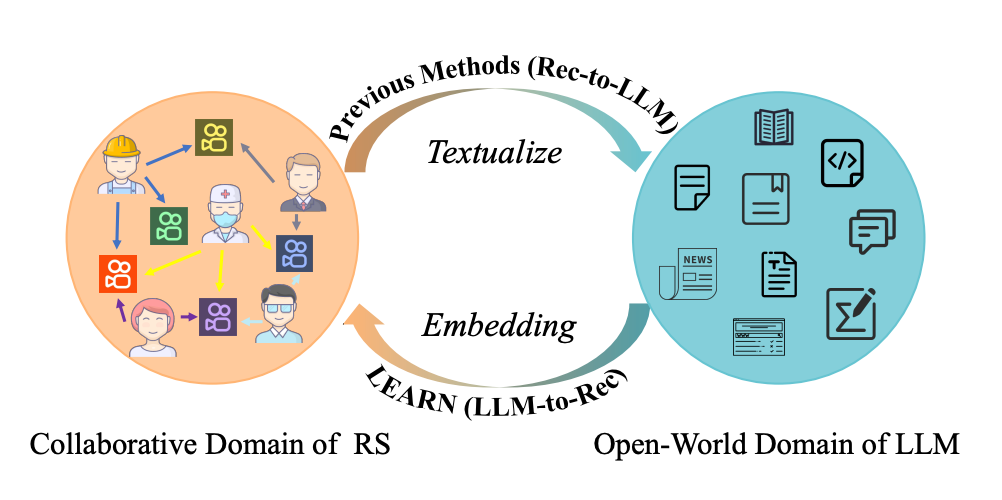 Previous Methods (Rec-to-LLM)
Textualize
</>
NEWS
T
Σ
Embedding
LEARN (LLM-to-Rec)
Collaborative Domain of RS
Open-World Domain of LLM